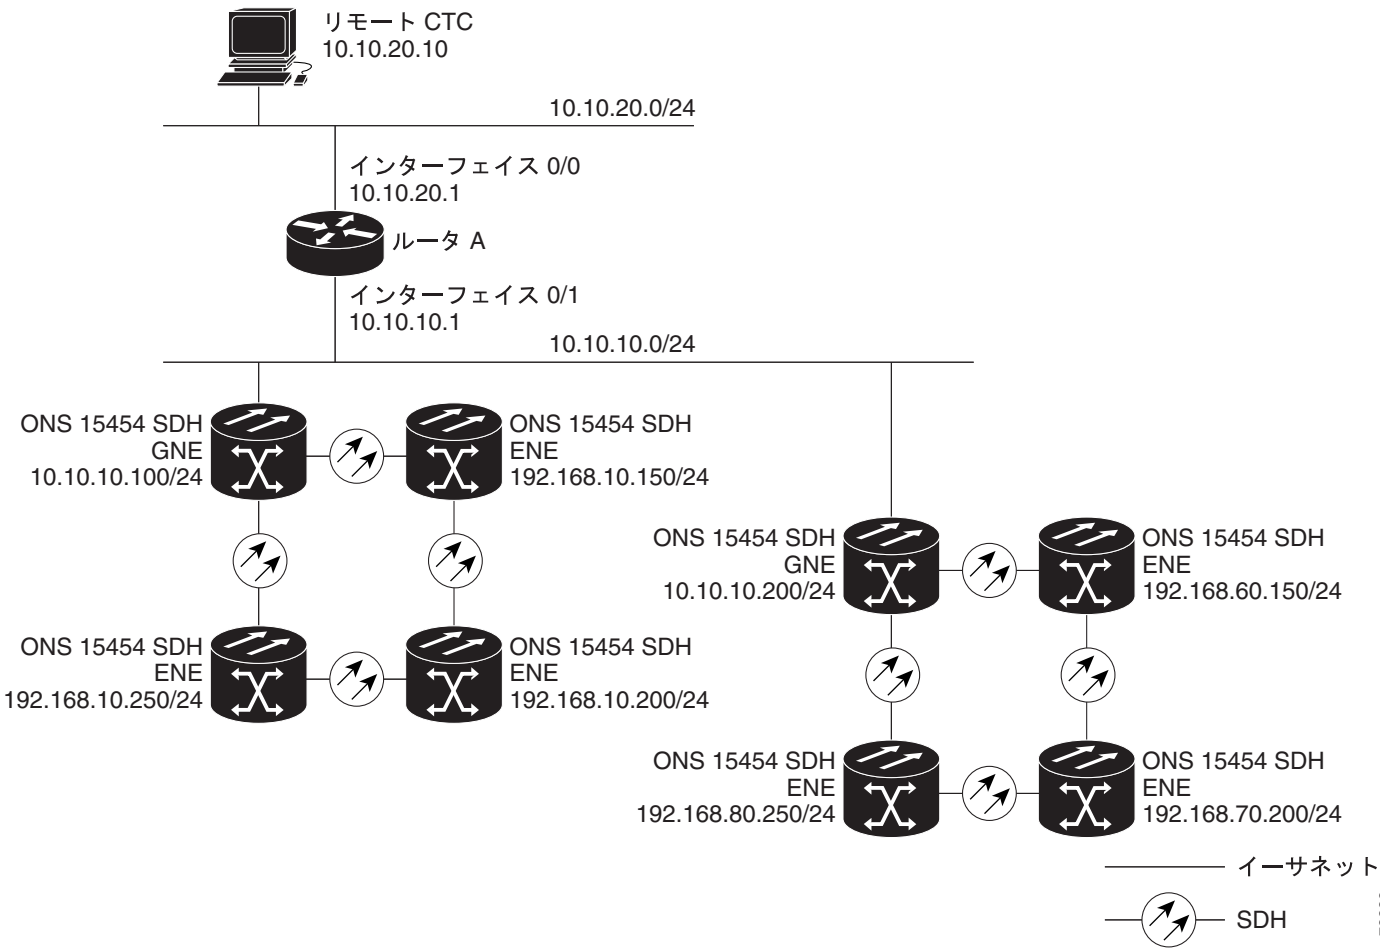 リモート CTC
10.10.20.10
10.10.20.0/24
インターフェイス 0/0
10.10.20.1
ルータ A
インターフェイス 0/1
10.10.10.1
10.10.10.0/24
ONS 15454 SDH
GNE
10.10.10.100/24
ONS 15454 SDH
ENE
192.168.10.150/24
ONS 15454 SDH
GNE
10.10.10.200/24
ONS 15454 SDH
ENE
192.168.60.150/24
ONS 15454 SDH
ENE
192.168.10.250/24
ONS 15454 SDH
ENE
192.168.10.200/24
ONS 15454 SDH
ENE
192.168.80.250/24
ONS 15454 SDH
ENE
192.168.70.200/24
イーサネット
SDH